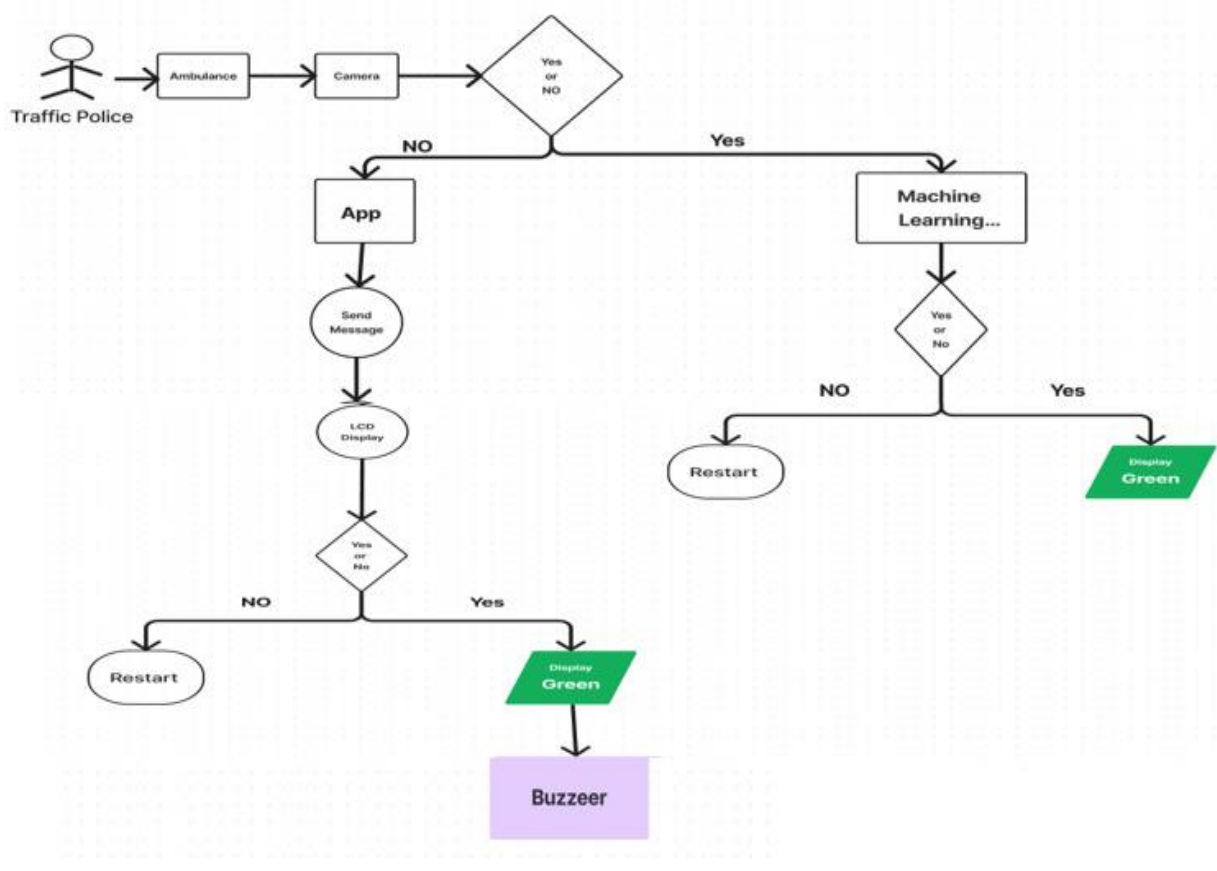 Traffic Police
Ambulance
Camera
Yes
or
NO
NO
Yes
App
Machine
Learning...
Send
Message
Yes
or
No
LCD
Display
NO
Yes
Restart
Display
Green
Yes
or
No
NO
Yes
Restart
Display
Green
Buzzeer